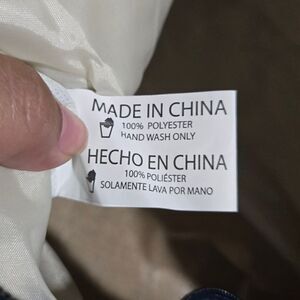 MADE IN CHINA
100% POLYESTER
HAND WASH ONLY
HECHO EN CHINA
100% POLIÉSTER
SOLAMENTE LAVA POR MANO